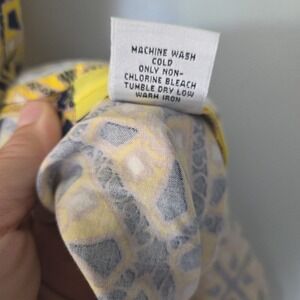 MACHINE WASH
COLD
ONLY NON-
CHLORINE BLEACH
TUMBLE DRY LOW
WARM IRON